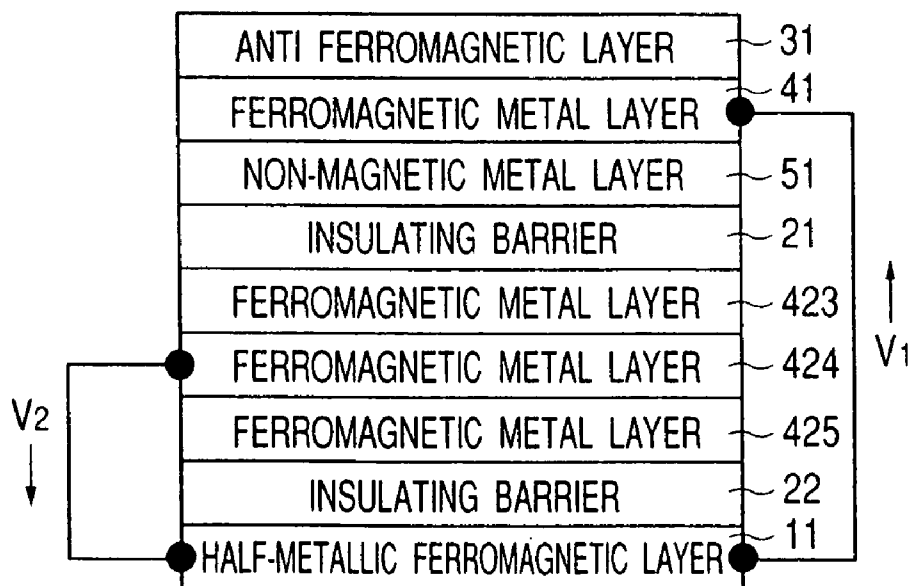 ANTI FERROMAGNETIC LAYER 31
41
FERROMAGNETIC METAL LAYER
NON-MAGNETIC METAL LAYER 51
INSULATING BARRIER 21
FERROMAGNETIC METAL LAYER 423
FERROMAGNETIC METAL LAYER 424
V1
V2
FERROMAGNETIC METAL LAYER 425
INSULATING BARRIER 22
11
HALF-METALLIC FERROMAGNETIC LAYER